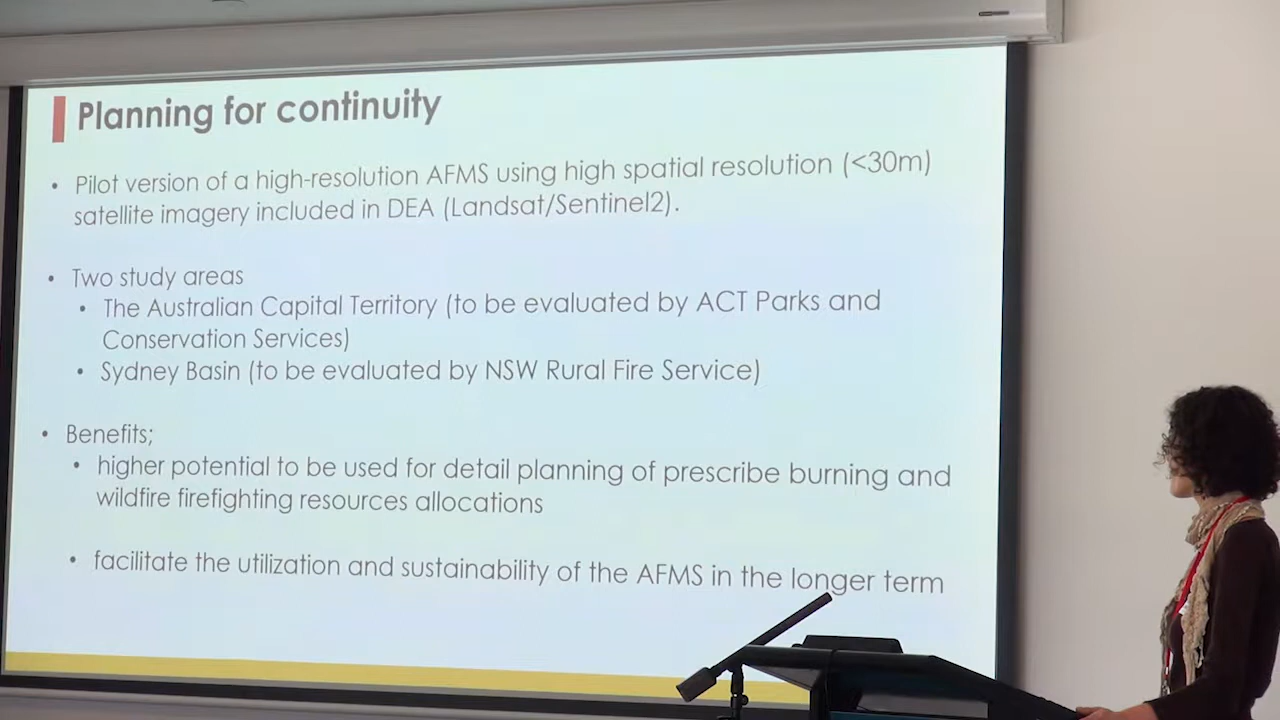 Planning for continuity
• Pilot version of a high-resolution AFMS using high spatial resolution (<30m)
satellite imagery included in DEA (Landsat/Sentinel2).
• Two study areas
• The Australian Capital Territory (to be evaluated by ACT Parks and
Conservation Services)
• Sydney Basin (to be evaluated by NSW Rural Fire Service)
• Benefits;
• higher potential to be used for detail planning of prescribe burning and
wildfire firefighting resources allocations
• facilitate the utilization and sustainability of the AFMS in the longer term